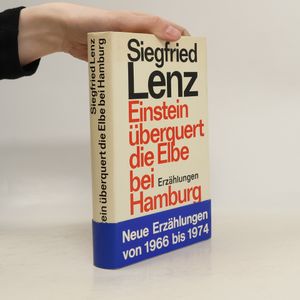 Siegfried
Lenz
Einstein
überquert
die Elbe
bei
Erzählungen
Hamburg
Neue Erzählungen
von 1966 bis 1974
Siegfried Lenz
ein überquert die Elbe bei Hamburg